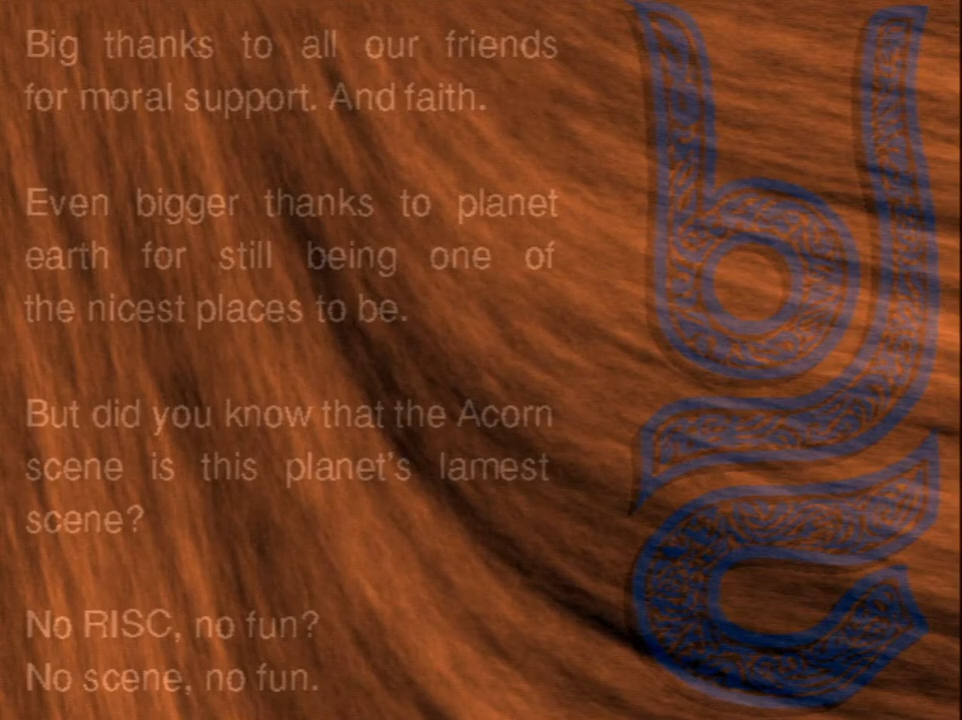 Big thanks to all our friends
for moral support. And faith.
Even bigger thanks to planet
earth for still being one of
the nicest places to be.
But did you know that the Acorn
scene is this planet's lamest
scene?
No RISC, no fun?
No scene, no fun.